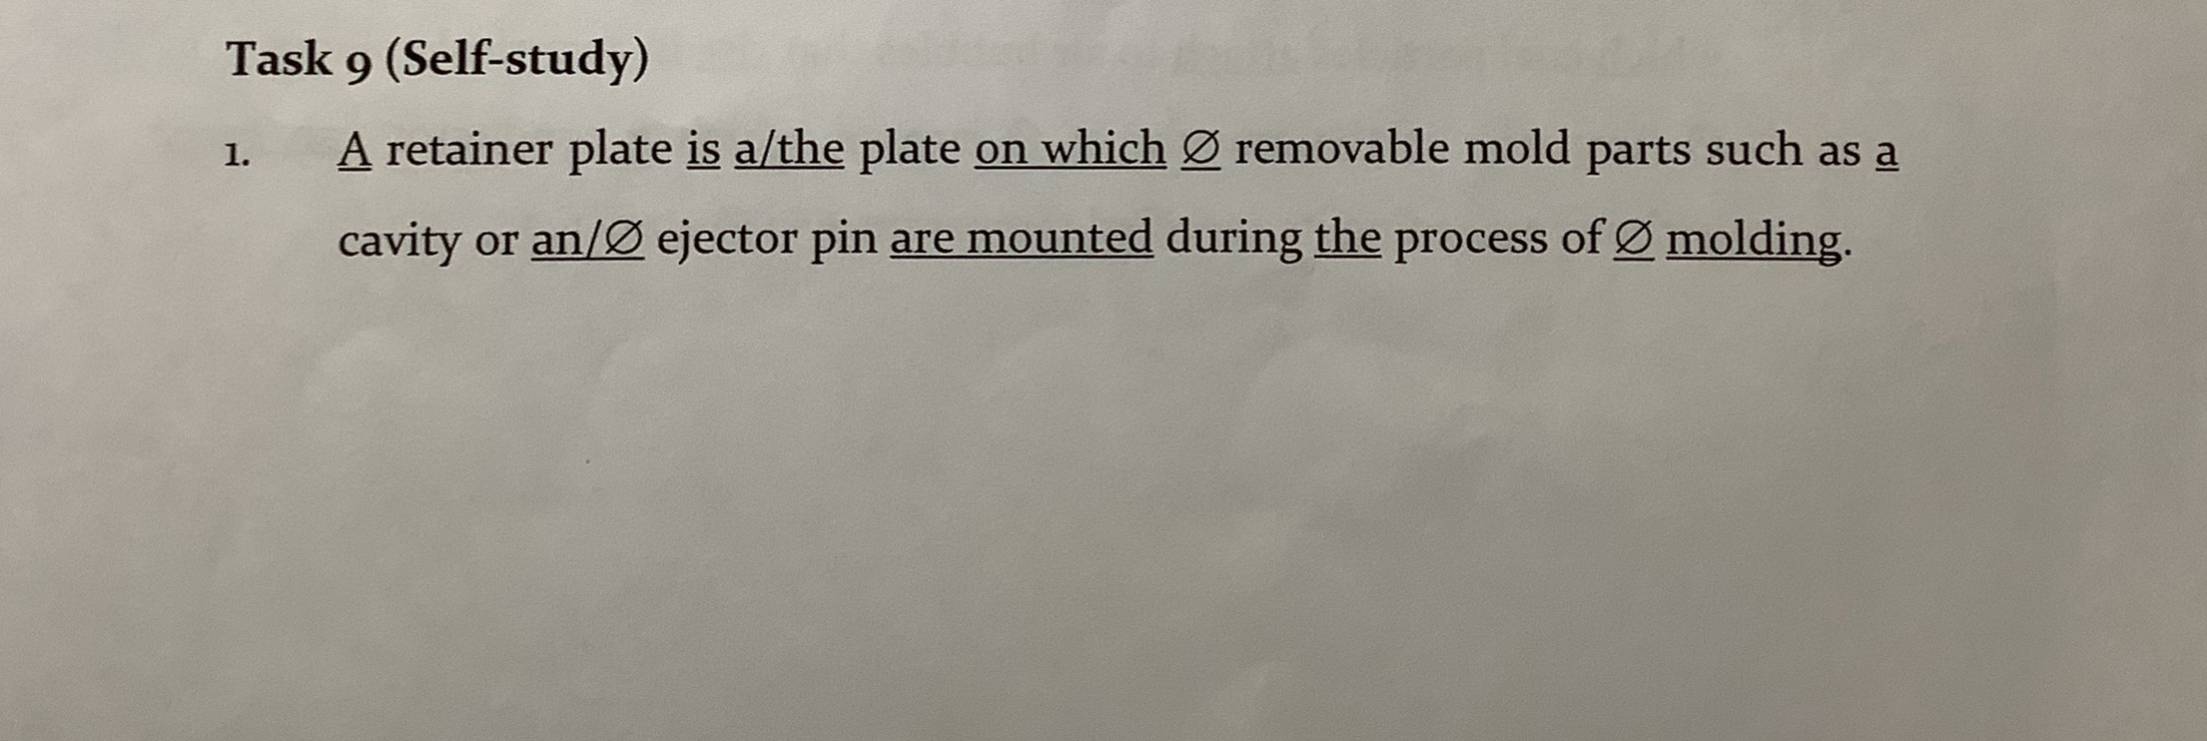 Task 9 (Self-study)
1. A retainer plate is a/the plate on which Ø removable mold parts such as a
cavity or an/Ø ejector pin are mounted during the process of Ø molding.